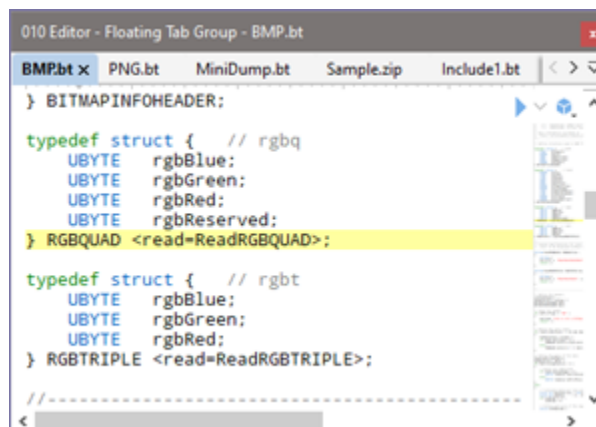 010 Editor - Floating Tab Group - BMP.bt
BMP.bt x PNG.bt MiniDump.bt Sample.zip Include1.bt
} BITMAPINFOHEADER;
typedef struct { // rgbq
UBYTE rgbBlue;
UBYTE rgbGreen;
UBYTE rgbRed;
UBYTE rgbReserved;
} RGBQUAD <read=ReadRGBQUAD>;
typedef struct { // rgbt
UBYTE rgbBlue;
UBYTE rgbGreen;
UBYTE rgbRed;
} RGBTRIPLE <read=ReadRGBTRIPLE>;
//---------------------------------------------